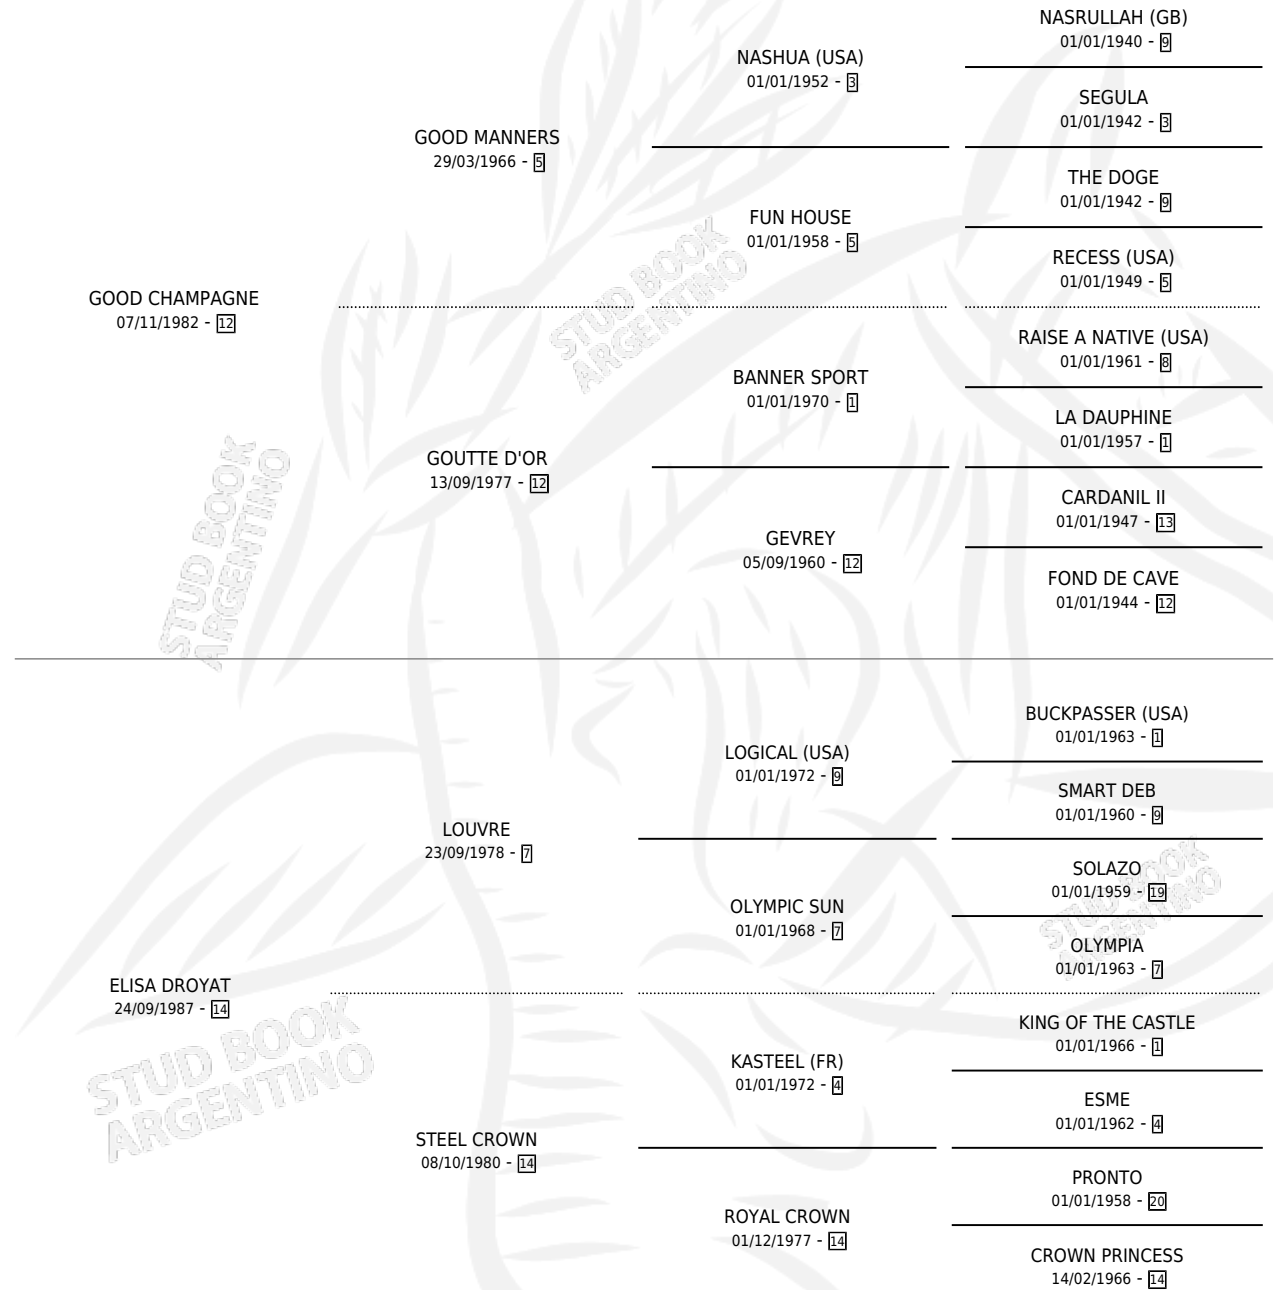 NASRULLAH (GB)
01/01/1940 - 9
NASHUA (USA)
01/01/1952 - 3
SEGULA
01/01/1942 - 3
GOOD MANNERS
29/03/1966 - 5
THE DOGE
01/01/1942 - 9
FUN HOUSE
01/01/1958 - 5
RECESS (USA)
01/01/1949 - 5
GOOD CHAMPAGNE
07/11/1982 - 12
RAISE A NATIVE (USA)
01/01/1961 - 8
BANNER SPORT
01/01/1970 - 1
LA DAUPHINE
01/01/1957 - 1
GOUTTE D'OR
13/09/1977 - 12
CARDANIL II
01/01/1947 - 13
GEVREY
05/09/1960 - 12
FOND DE CAVE
01/01/1944 - 12
BUCKPASSER (USA)
01/01/1963 - 1
LOGICAL (USA)
01/01/1972 - 9
SMART DEB
01/01/1960 - 9
LOUVRE
23/09/1978 - 7
SOLAZO
01/01/1959 - 19
OLYMPIC SUN
01/01/1968 - 7
OLYMPIA
01/01/1963 - 7
ELISA DROYAT
24/09/1987 - 14
KING OF THE CASTLE
01/01/1966 - 1
KASTEEL (FR)
01/01/1972 - 4
ESME
01/01/1962 - 4
STEEL CROWN
08/10/1980 - 14
PRONTO
01/01/1958 - 20
ROYAL CROWN
01/12/1977 - 14
CROWN PRINCESS
14/02/1966 - 14
STUD BOOK
ARGENTINO
STUD BOOK
ARGENTINO
STUD BOOK
ARGENTINO
STUD BOOK
ARGENTINO